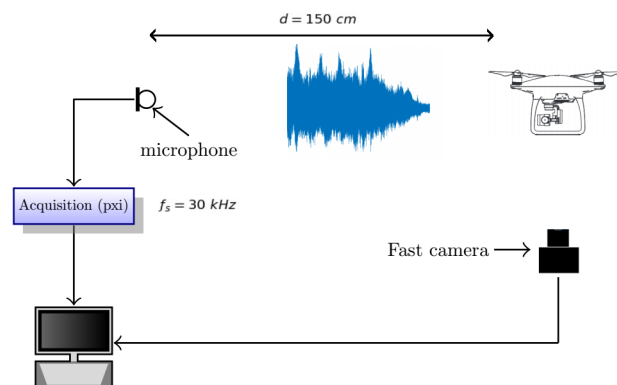 d = 150 cm
microphone
Acquisition (pxi)
f_s = 30 kHz
Fast camera